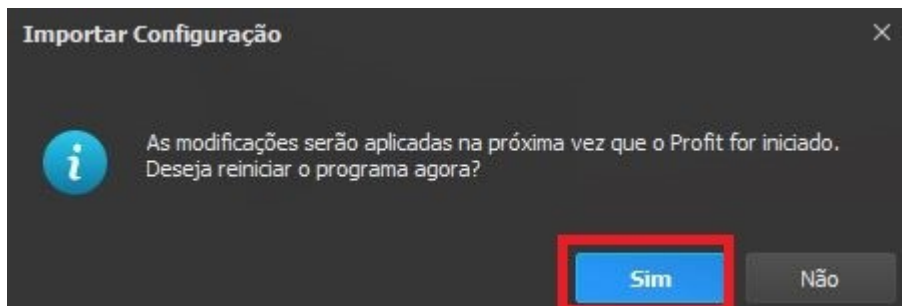 Importar Configuração
As modificações serão aplicadas na próxima vez que o Profit for iniciado.
Deseja reiniciar o programa agora?
Sim
Não